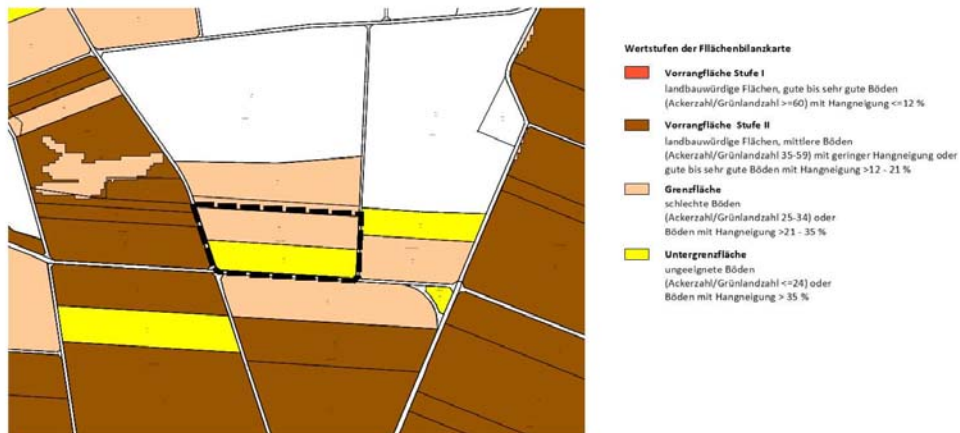 Wertstufen der Fllächenbilanzkarte
Vorrangfläche Stufe I
landbauwürdige Flächen, gute bis sehr gute Böden
(Ackerzahl/Grünlandzahl >=60) mit Hangneigung <=12 %
Vorrangfläche Stufe II
landbauwürdige Flächen, mittlere Böden
(Ackerzahl/Grünlandzahl 35-59) mit geringer Hangneigung oder
gute bis sehr gute Böden mit Hangneigung >12 - 21 %
Grenzfläche
schlechte Böden
(Ackerzahl/Grünlandzahl 25-34) oder
Böden mit Hangneigung >21 - 35 %
Untergrenzfläche
ungeeignete Böden
(Ackerzahl/Grünlandzahl <=24) oder
Böden mit Hangneigung > 35 %